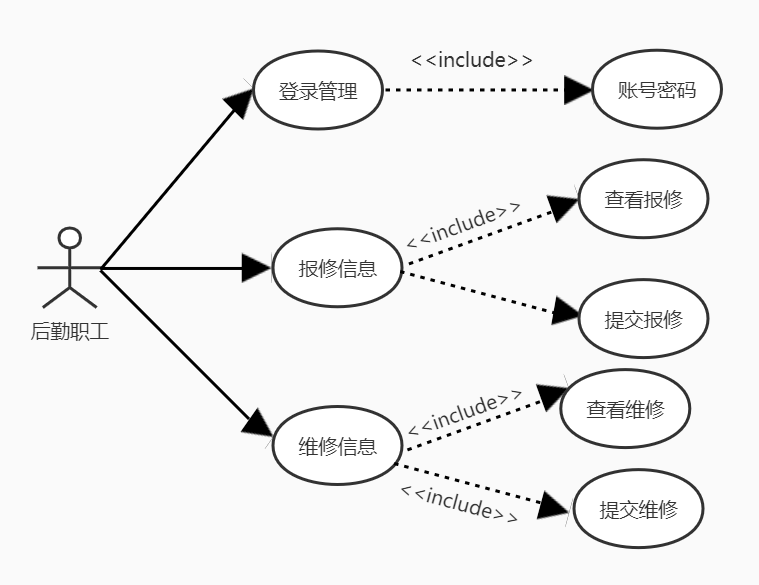 <<include>>
登录管理
账号密码
<<include>>
查看报修
报修信息
提交报修
后勤职工
<<include>>
查看维修
维修信息
<<include>>
提交维修